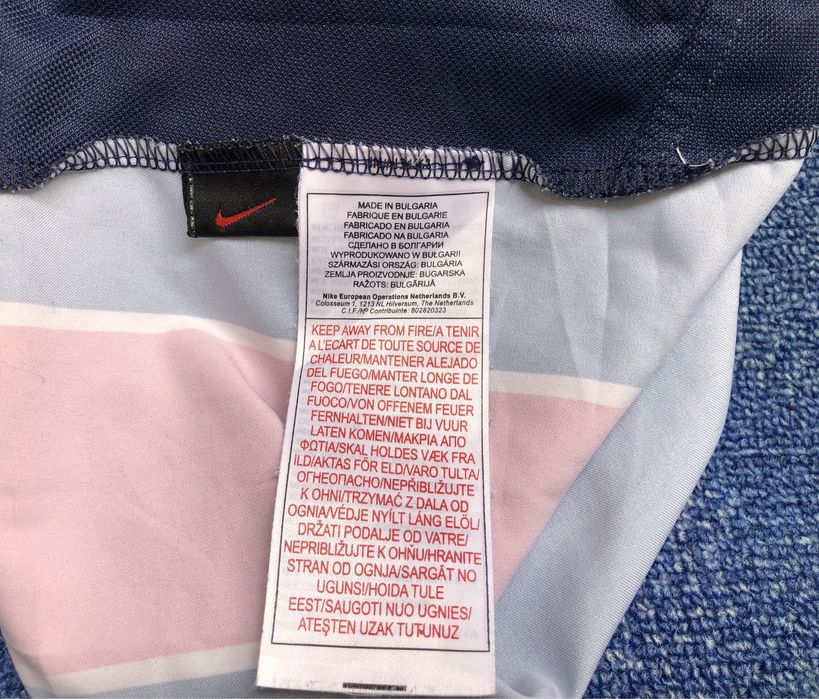 MADE IN BULGARIA
FABRIQUE EN BULGARIE
FABRICADO EN BULGARIA
FABRICADO NA BULGARIA
СДЕЛАНО В БОЛГАРИИ
WYPRODUKOWANO W BUŁGARII
SZÁRMAZÁSI ORSZÁG: BULGÁRIA
ZEMLJA PROIZVODNJE: BUGARSKA
RAŽOTS: BULGĀRIJĀ
Nike European Operations Netherlands B.V.
Colosseum 1, 1213 NL Hilversum, The Netherlands
C.I.F./Nº Contribuinte: 802820323
KEEP AWAY FROM FIRE/A TENIR
A L'ECART DE TOUTE SOURCE DE
CHALEUR/MANTENER ALEJADO
DEL FUEGO/MANTER LONGE DE
FOGO/TENERE LONTANO DAL
FUOCO/VON OFFENEM FEUER
FERNHALTEN/NIET BIJ VUUR
LATEN KOMEN/ΜΑΚΡΙΑ ΑΠΟ
ΦΩΤΙΑ/SKAL HOLDES VÆK FRA
ILD/AKTAS FÖR ELD/VARO TULTA/
ОГНЕОПАСНО/NEPŘIBLIŽUJTE
K OHNI/TRZYMAĆ Z DALA OD
OGNIA/VÉDJE NYÍLT LÁNG ELÖL/
DRŽATI PODALJE OD VATRE/
NEPRIBLIŽUJTE K OHŇU/HRANITE
STRAN OD OGNJA/SARGĀT NO
UGUNS!/HOIDA TULE
EEST/SAUGOTI NUO UGNIES/
ATEŞTEN UZAK TUTUNUZ